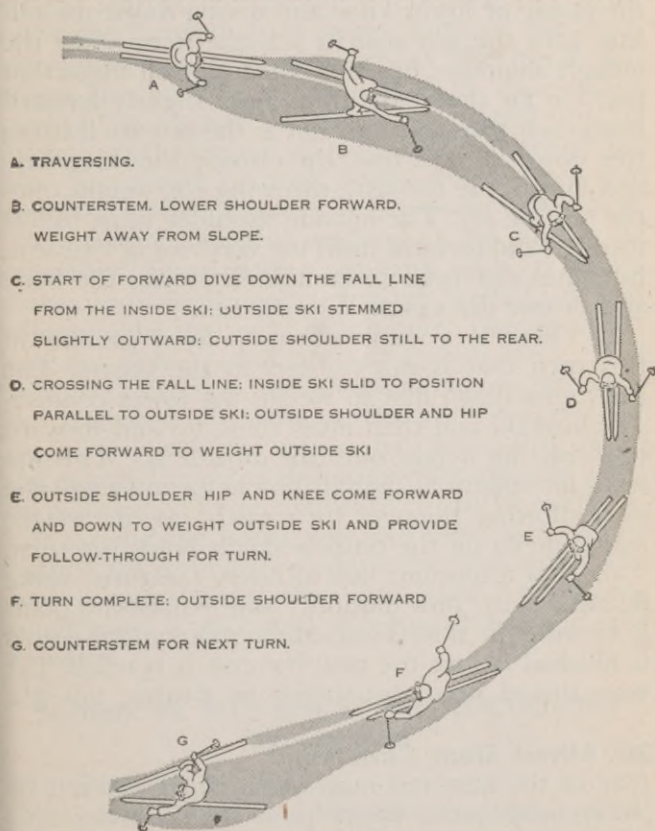 A
B
A. TRAVERSING.
B. COUNTERSTEM. LOWER SHOULDER FORWARD.
WEIGHT AWAY FROM SLOPE.
C
C. START OF FORWARD DIVE DOWN THE FALL LINE
FROM THE INSIDE SKI: OUTSIDE SKI STEMMED
SLIGHTLY OUTWARD: OUTSIDE SHOULDER STILL TO THE REAR.
D
D. CROSSING THE FALL LINE: INSIDE SKI SLID TO POSITION
PARALLEL TO OUTSIDE SKI: OUTSIDE SHOULDER AND HIP
COME FORWARD TO WEIGHT OUTSIDE SKI
E. OUTSIDE SHOULDER HIP AND KNEE COME FORWARD
AND DOWN TO WEIGHT OUTSIDE SKI AND PROVIDE
FOLLOW-THROUGH FOR TURN.
E
F. TURN COMPLETE: OUTSIDE SHOULDER FORWARD
G. COUNTERSTEM FOR NEXT TURN.
F
G